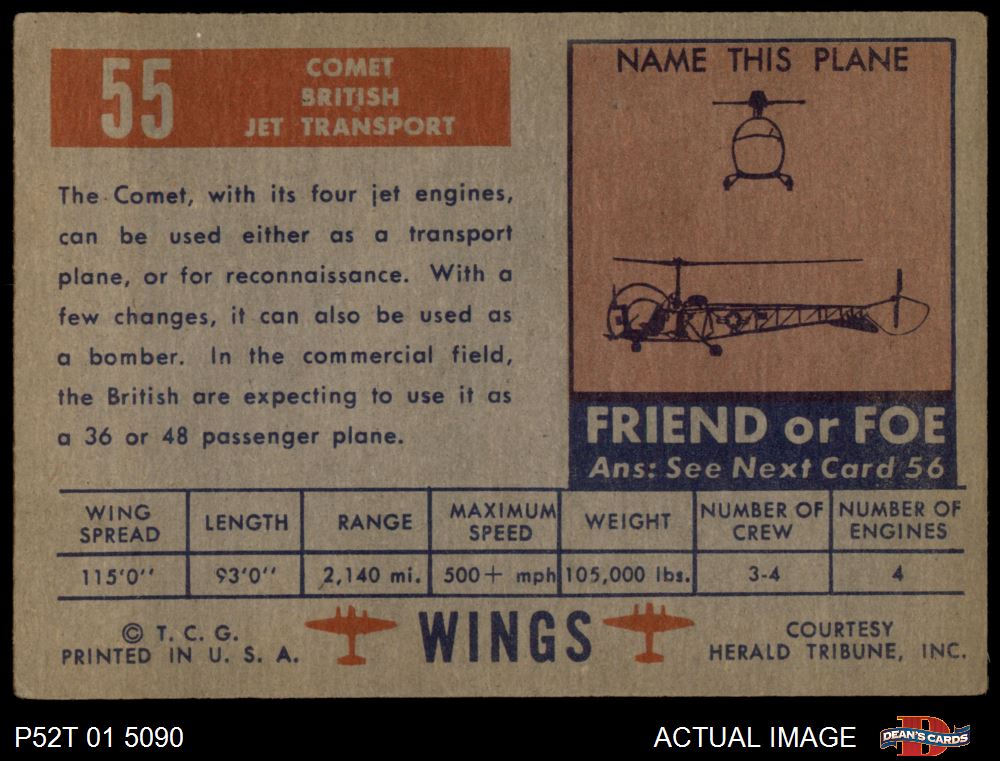 55
COMET
BRITISH
JET TRANSPORT
The Comet, with its four jet engines,
can be used either as a transport
plane, or for reconnaissance. With a
few changes, it can also be used as
a bomber. In the commercial field,
the British are expecting to use it as
a 36 or 48 passenger plane.
NAME THIS PLANE
FRIEND or FOE
Ans: See Next Card 56
WING SPREAD
LENGTH
RANGE
MAXIMUM SPEED
WEIGHT
NUMBER OF CREW
NUMBER OF ENGINES
115'0''
93'0''
2,140 mi.
500+ mph
105,000 lbs.
3-4
4
© T. C. G.
PRINTED IN U. S. A.
WINGS
COURTESY
HERALD TRIBUNE, INC.
P52T 01 5090
ACTUAL IMAGE
D
DEAN'S CARDS